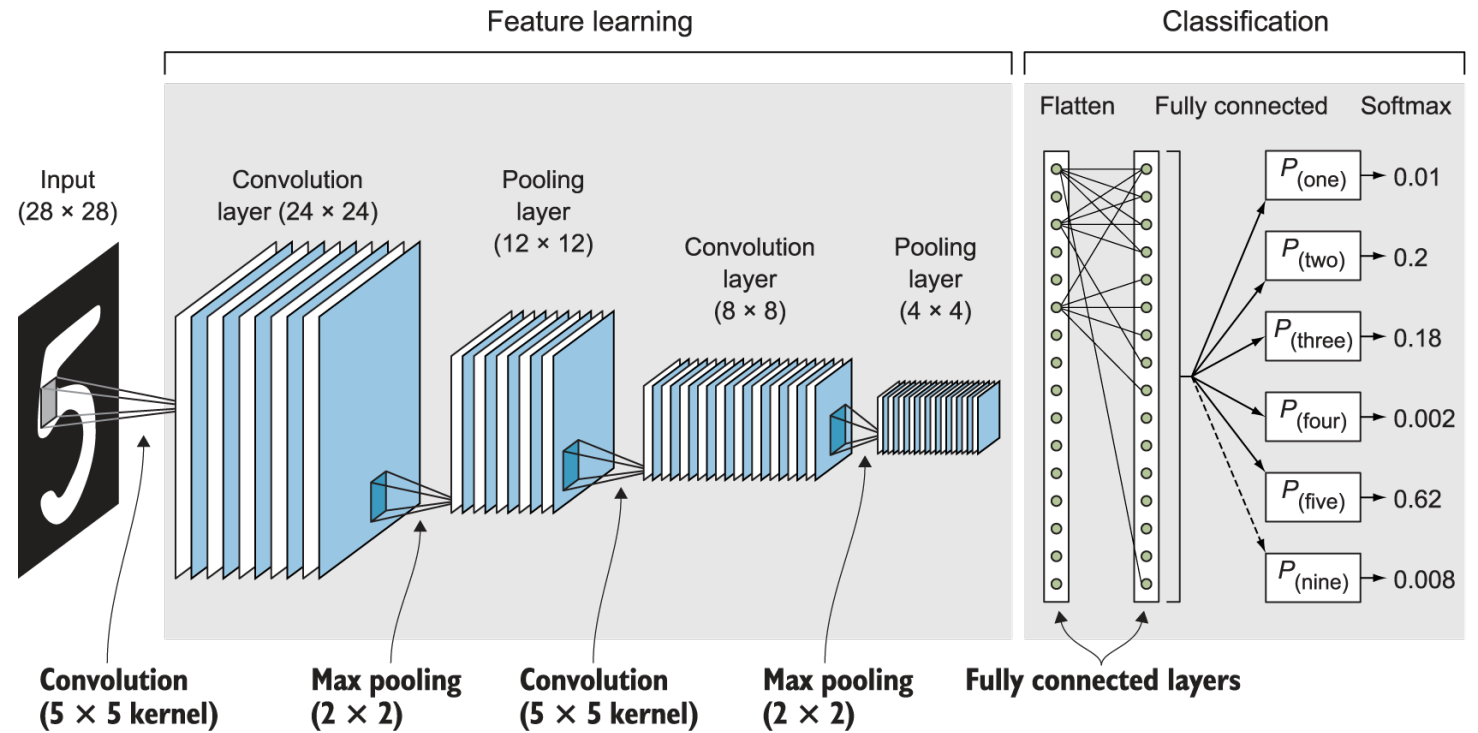 Feature learning
Classification
Flatten
Fully connected
Softmax
Input
(28 × 28)
Convolution
layer (24 × 24)
Pooling
layer
(12 × 12)
Convolution
layer
(8 × 8)
Pooling
layer
(4 × 4)
P(one)
0.01
P(two)
0.2
P(three)
0.18
P(four)
0.002
P(five)
0.62
P(nine)
0.008
Convolution
(5 × 5 kernel)
Max pooling
(2 × 2)
Convolution
(5 × 5 kernel)
Max pooling
(2 × 2)
Fully connected layers